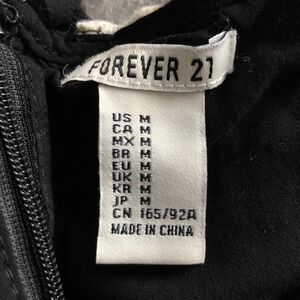 FOREVER 21
US M
CA M
MX M
BR M
EU M
UK M
KR M
JP M
CN 165/92A
MADE IN CHINA